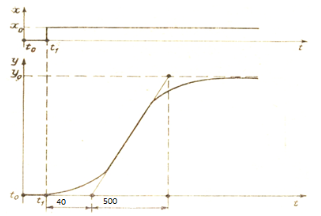 x
x₀
t₀ t₁ t
y
y₀
t₀ t₁ 40 500 t